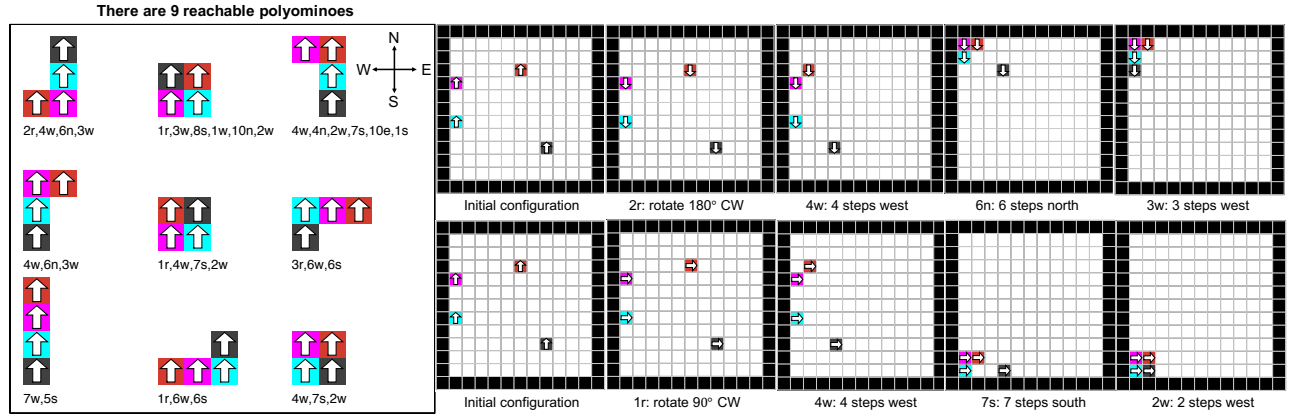 There are 9 reachable polyominoes
N
W E
S
2r,4w,6n,3w
1r,3w,8s,1w,10n,2w
4w,4n,2w,7s,10e,1s
4w,6n,3w
1r,4w,7s,2w
3r,6w,6s
7w,5s
1r,6w,6s
4w,7s,2w
Initial configuration
2r: rotate 180° CW
4w: 4 steps west
6n: 6 steps north
3w: 3 steps west
Initial configuration
1r: rotate 90° CW
4w: 4 steps west
7s: 7 steps south
2w: 2 steps west